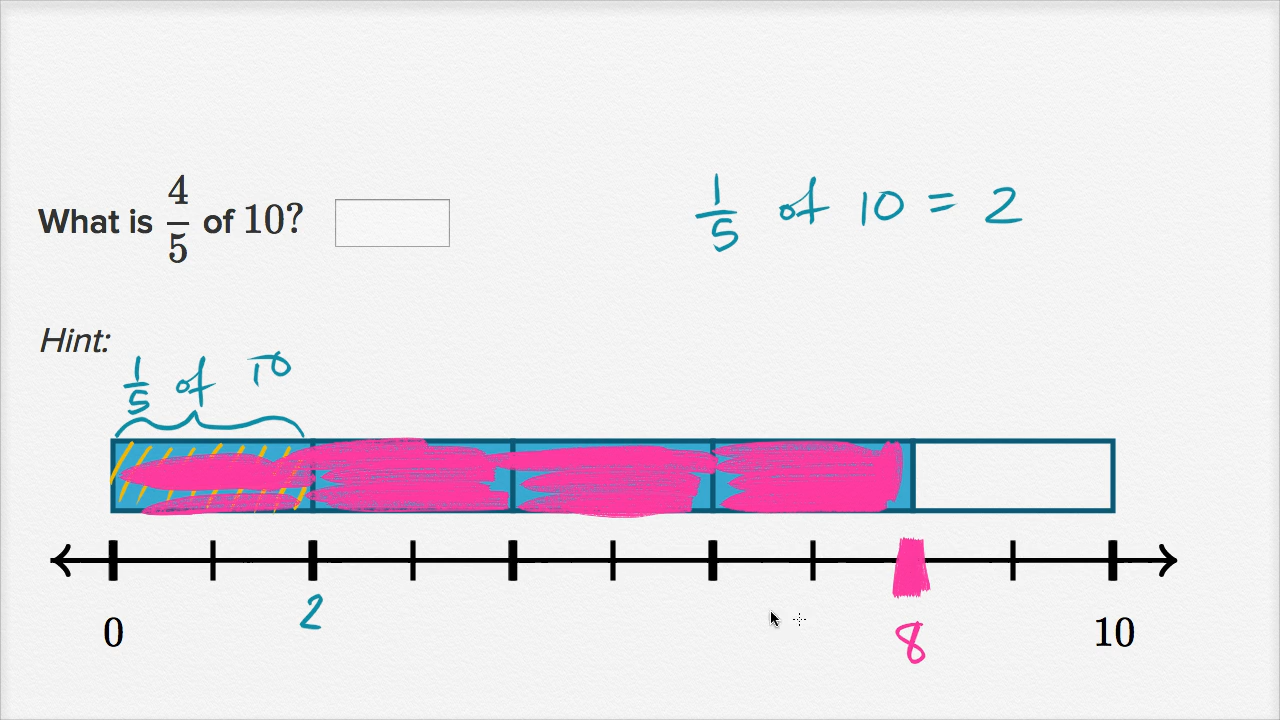 What is 4/5 of 10?
1/5 of 10 = 2
Hint:
1/5 of 10
2
8
0
10